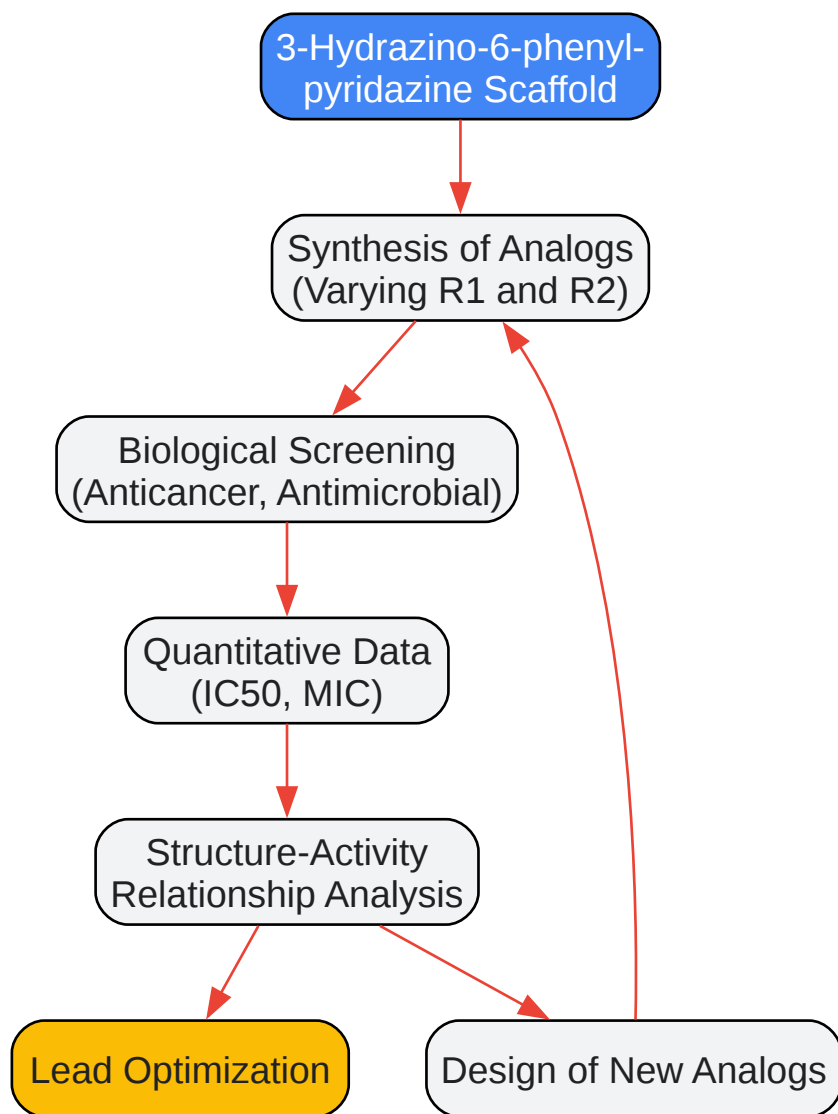 3-Hydrazino-6-phenyl-
pyridazine Scaffold
Synthesis of Analogs
(Varying R1 and R2)
Biological Screening
(Anticancer, Antimicrobial)
Quantitative Data
(IC50, MIC)
Structure-Activity
Relationship Analysis
Lead Optimization
Design of New Analogs